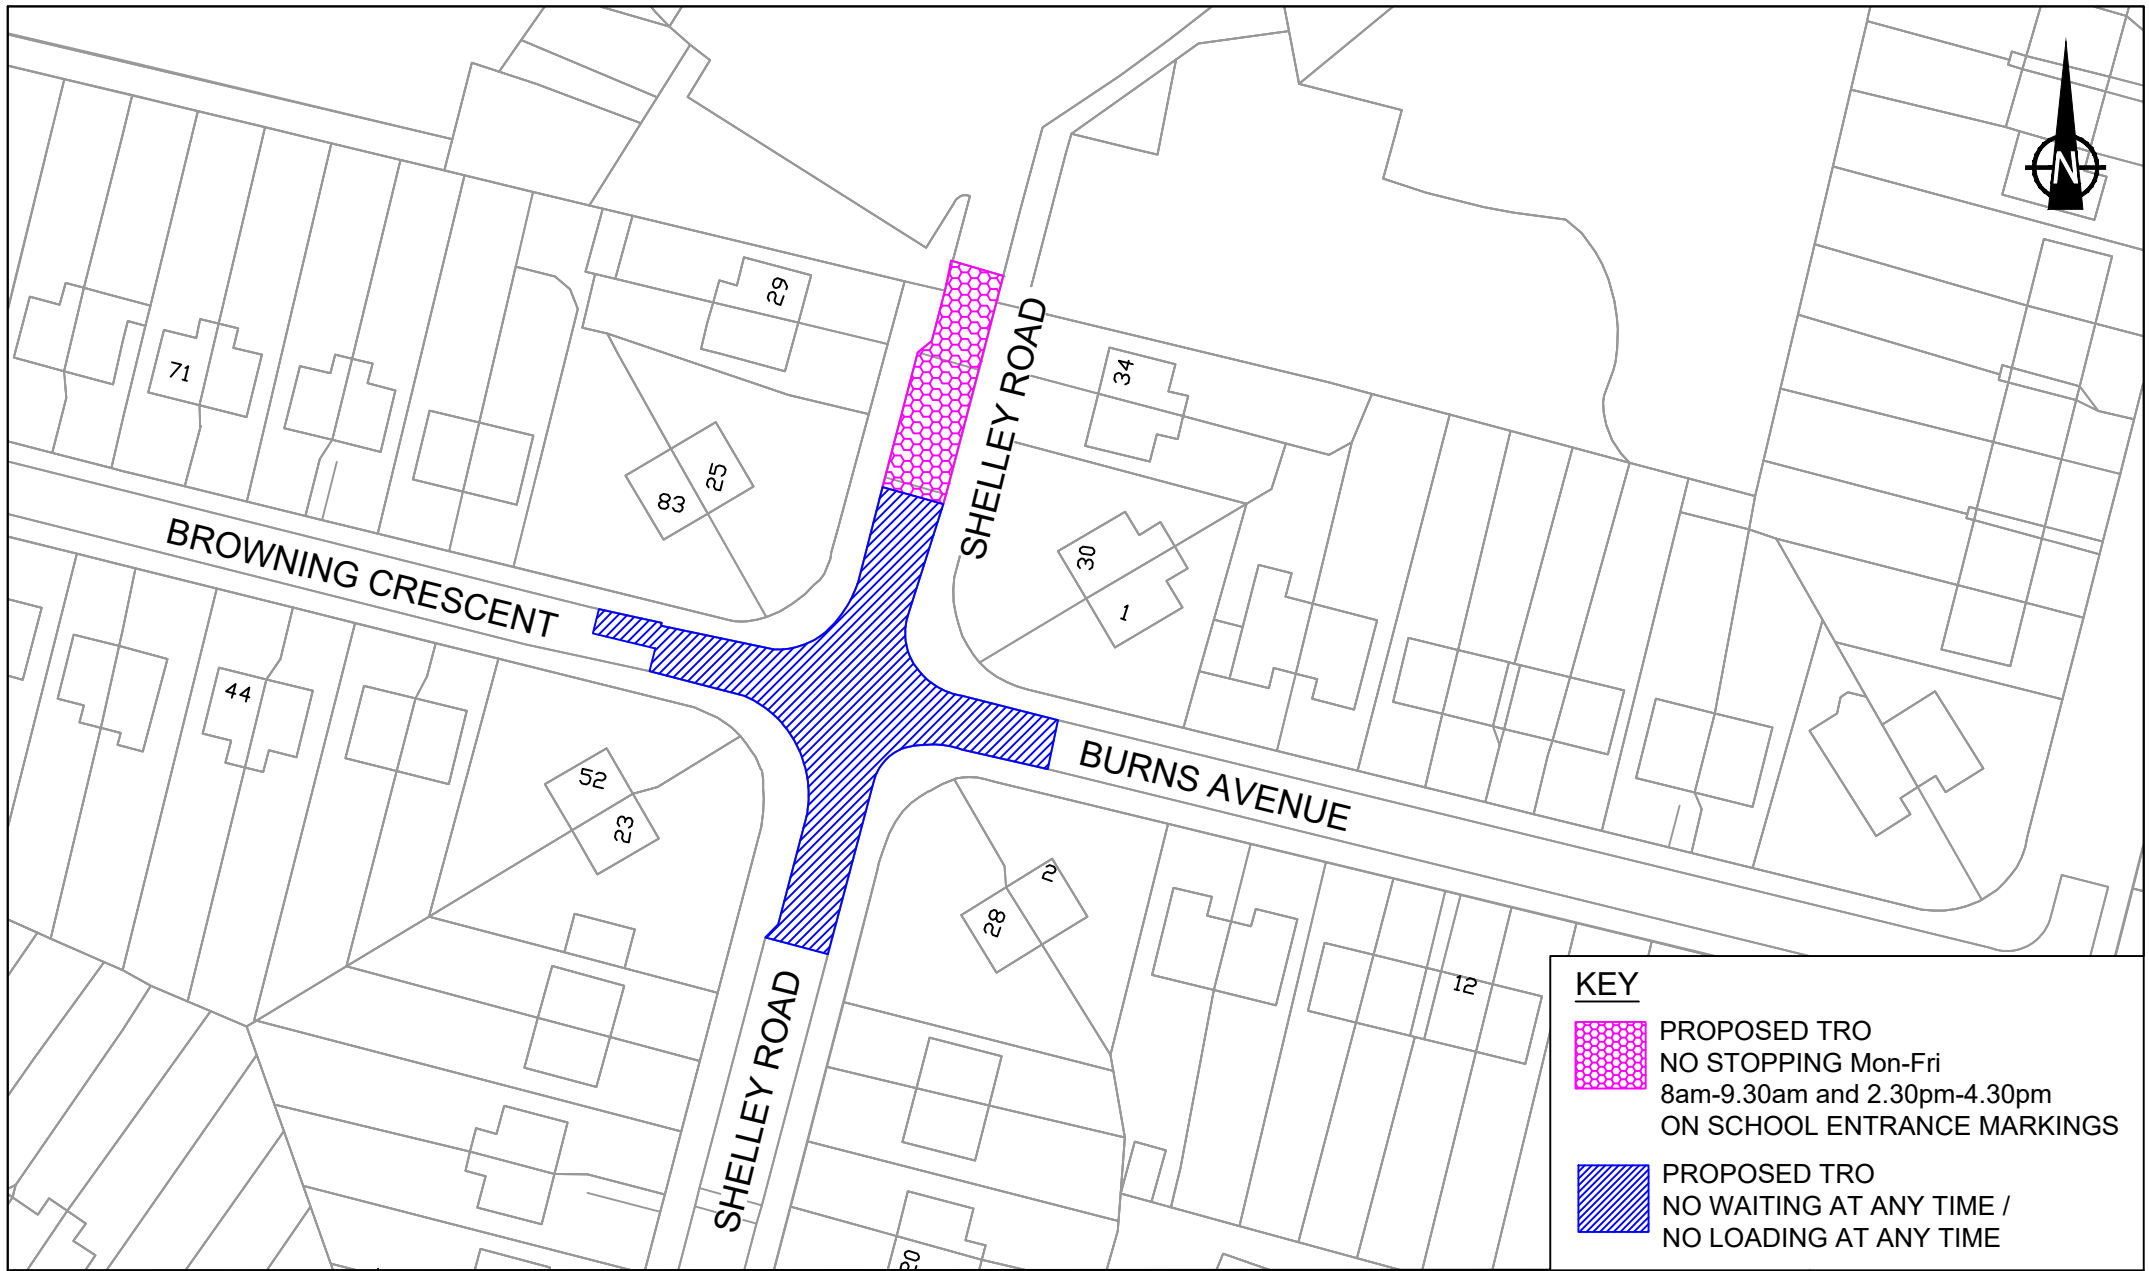 N
29
34
71
25
83
SHELLEY ROAD
30
1
BROWNING CRESCENT
44
52
23
BURNS AVENUE
2
28
12
SHELLEY ROAD
20
KEY
PROPOSED TRO
NO STOPPING Mon-Fri
8am-9.30am and 2.30pm-4.30pm
ON SCHOOL ENTRANCE MARKINGS
PROPOSED TRO
NO WAITING AT ANY TIME /
NO LOADING AT ANY TIME